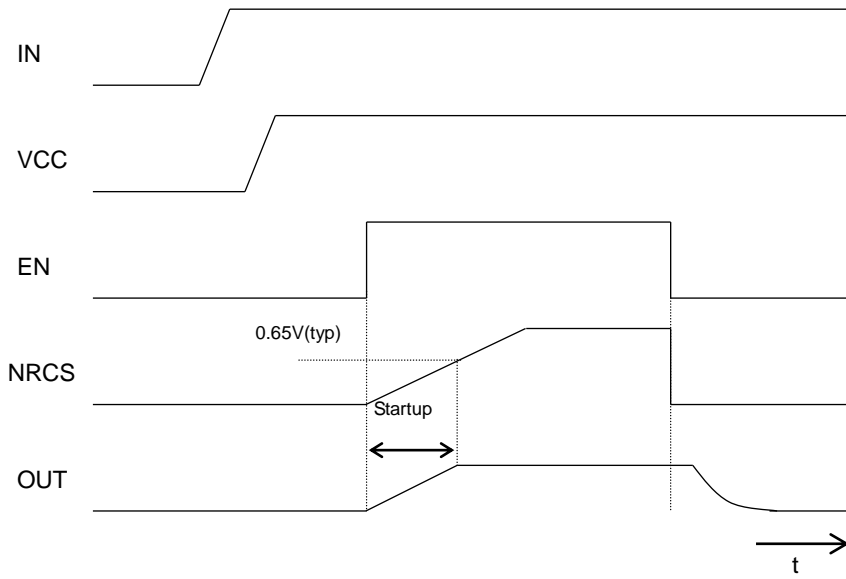 IN
VCC
EN
0.65V(typ)
NRCS
Startup
OUT
t